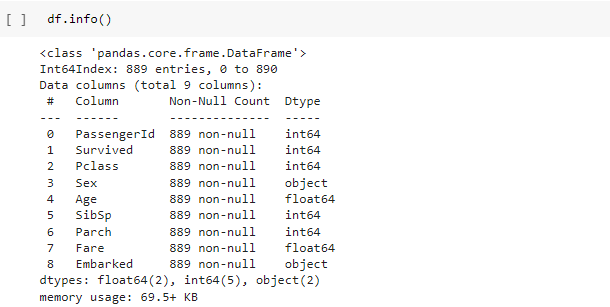 [ ] df.info()
<class 'pandas.core.frame.DataFrame'>
Int64Index: 889 entries, 0 to 890
Data columns (total 9 columns):
 #   Column       Non-Null Count  Dtype
---  ------       --------------  -----
 0   PassengerId  889 non-null    int64
 1   Survived     889 non-null    int64
 2   Pclass       889 non-null    int64
 3   Sex          889 non-null    object
 4   Age          889 non-null    float64
 5   SibSp        889 non-null    int64
 6   Parch        889 non-null    int64
 7   Fare         889 non-null    float64
 8   Embarked     889 non-null    object
dtypes: float64(2), int64(5), object(2)
memory usage: 69.5+ KB